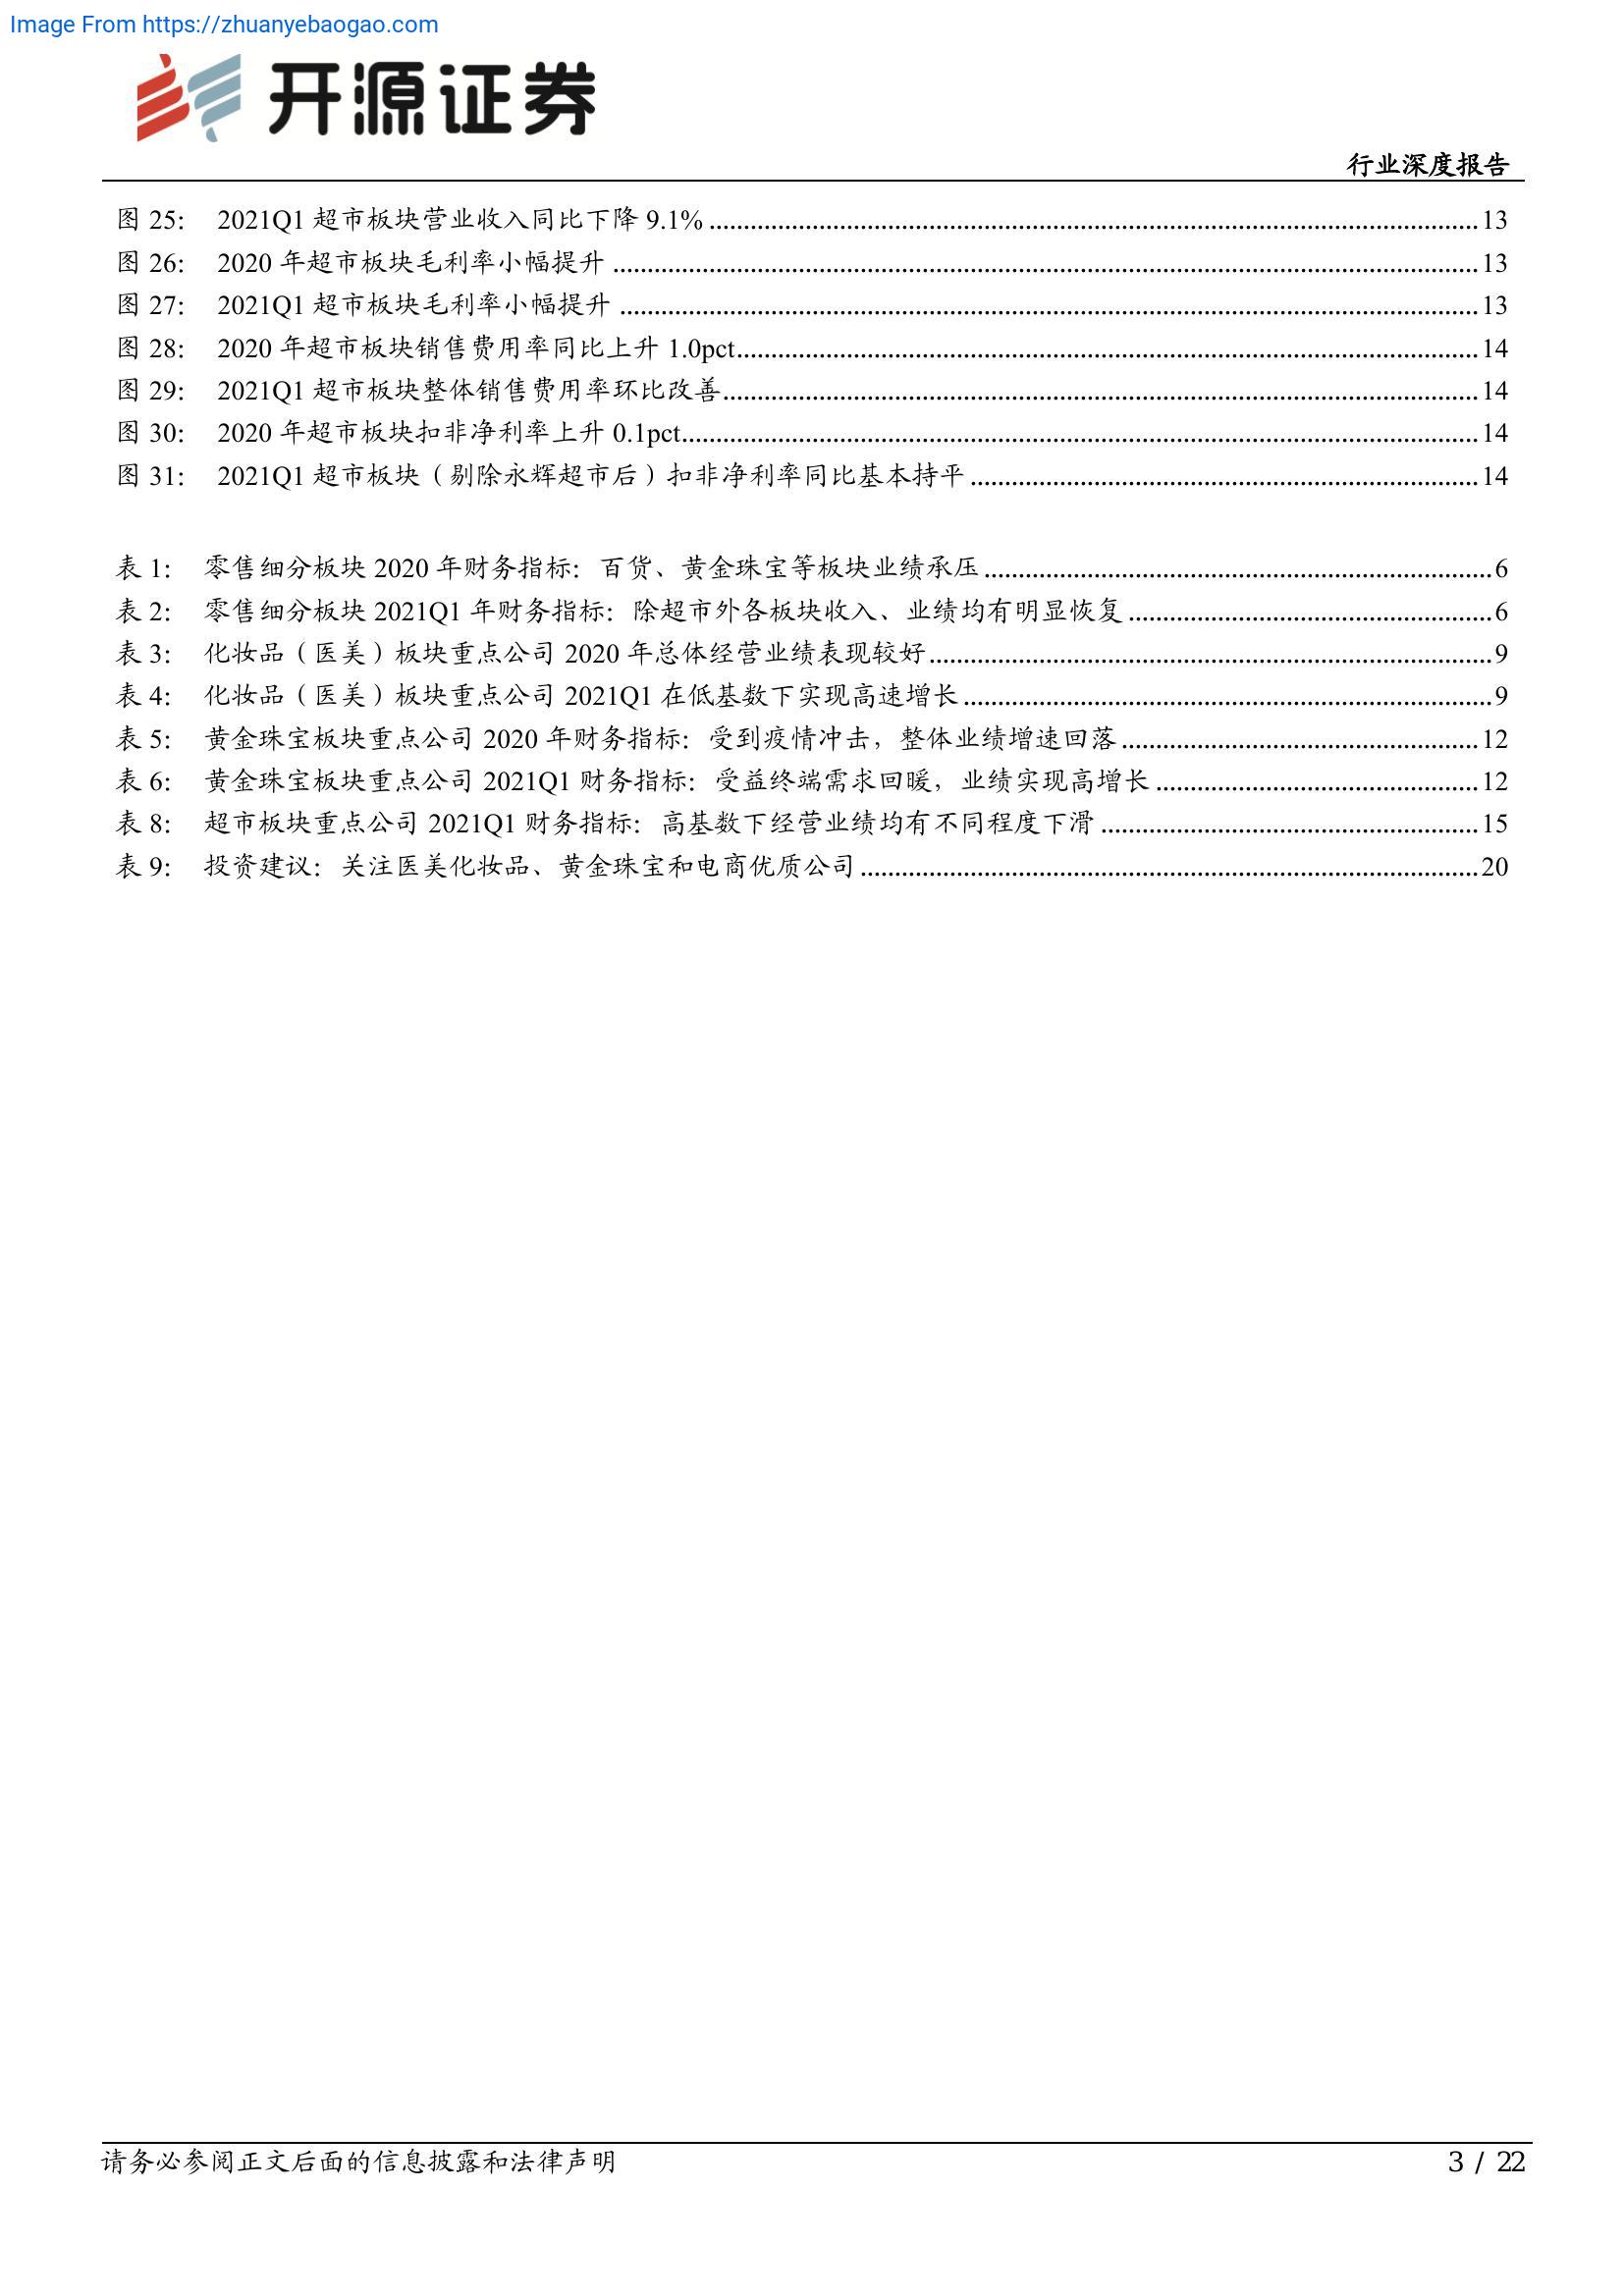 Image From https://zhuanyebaogao.com
开源证券
行业深度报告
图 25: 2021Q1 超市板块营业收入同比下降 9.1% 13
图 26: 2020 年超市板块毛利率小幅提升 13
图 27: 2021Q1 超市板块毛利率小幅提升 13
图 28: 2020 年超市板块销售费用率同比上升 1.0pct 14
图 29: 2021Q1 超市板块整体销售费用率环比改善 14
图 30: 2020 年超市板块扣非净利率上升 0.1pct 14
图 31: 2021Q1 超市板块（剔除永辉超市后）扣非净利率同比基本持平 14
表 1: 零售细分板块 2020 年财务指标：百货、黄金珠宝等板块业绩承压 6
表 2: 零售细分板块 2021Q1 年财务指标：除超市外各板块收入、业绩均有明显恢复 6
表 3: 化妆品（医美）板块重点公司 2020 年总体经营业绩表现较好 9
表 4: 化妆品（医美）板块重点公司 2021Q1 在低基数下实现高速增长 9
表 5: 黄金珠宝板块重点公司 2020 年财务指标：受到疫情冲击，整体业绩增速回落 12
表 6: 黄金珠宝板块重点公司 2021Q1 财务指标：受益终端需求回暖，业绩实现高增长 12
表 8: 超市板块重点公司 2021Q1 财务指标：高基数下经营业绩均有不同程度下滑 15
表 9: 投资建议：关注医美化妆品、黄金珠宝和电商优质公司 20
请务必参阅正文后面的信息披露和法律声明
3 / 22